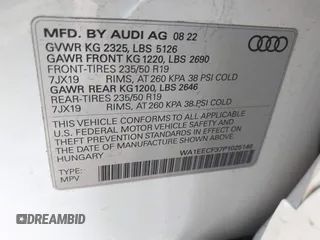 MFD. BY AUDI AG 08 22
GVWR KG 2325, LBS 5126
GAWR FRONT KG 1220, LBS 2690
FRONT-TIRES 235/50 R19
7JX19 RIMS, AT 260 KPA 38 PSI COLD
GAWR REAR KG1200, LBS 2646
REAR-TIRES 235/50 R19
7JX19 RIMS, AT 260 KPA 38 PSI COLD
THIS VEHICLE CONFORMS TO ALL APPLICABLE
FEDERAL MOTOR VEHICLE SAFETY AND
THEFT PREVENTION STANDARDS IN EFFECT ON THE
DATE OF MANUFACTURE SHOWN ABOVE.
HUNGARY
WA1EECF37P1025148
TYPE:
MPV
DREAMBID